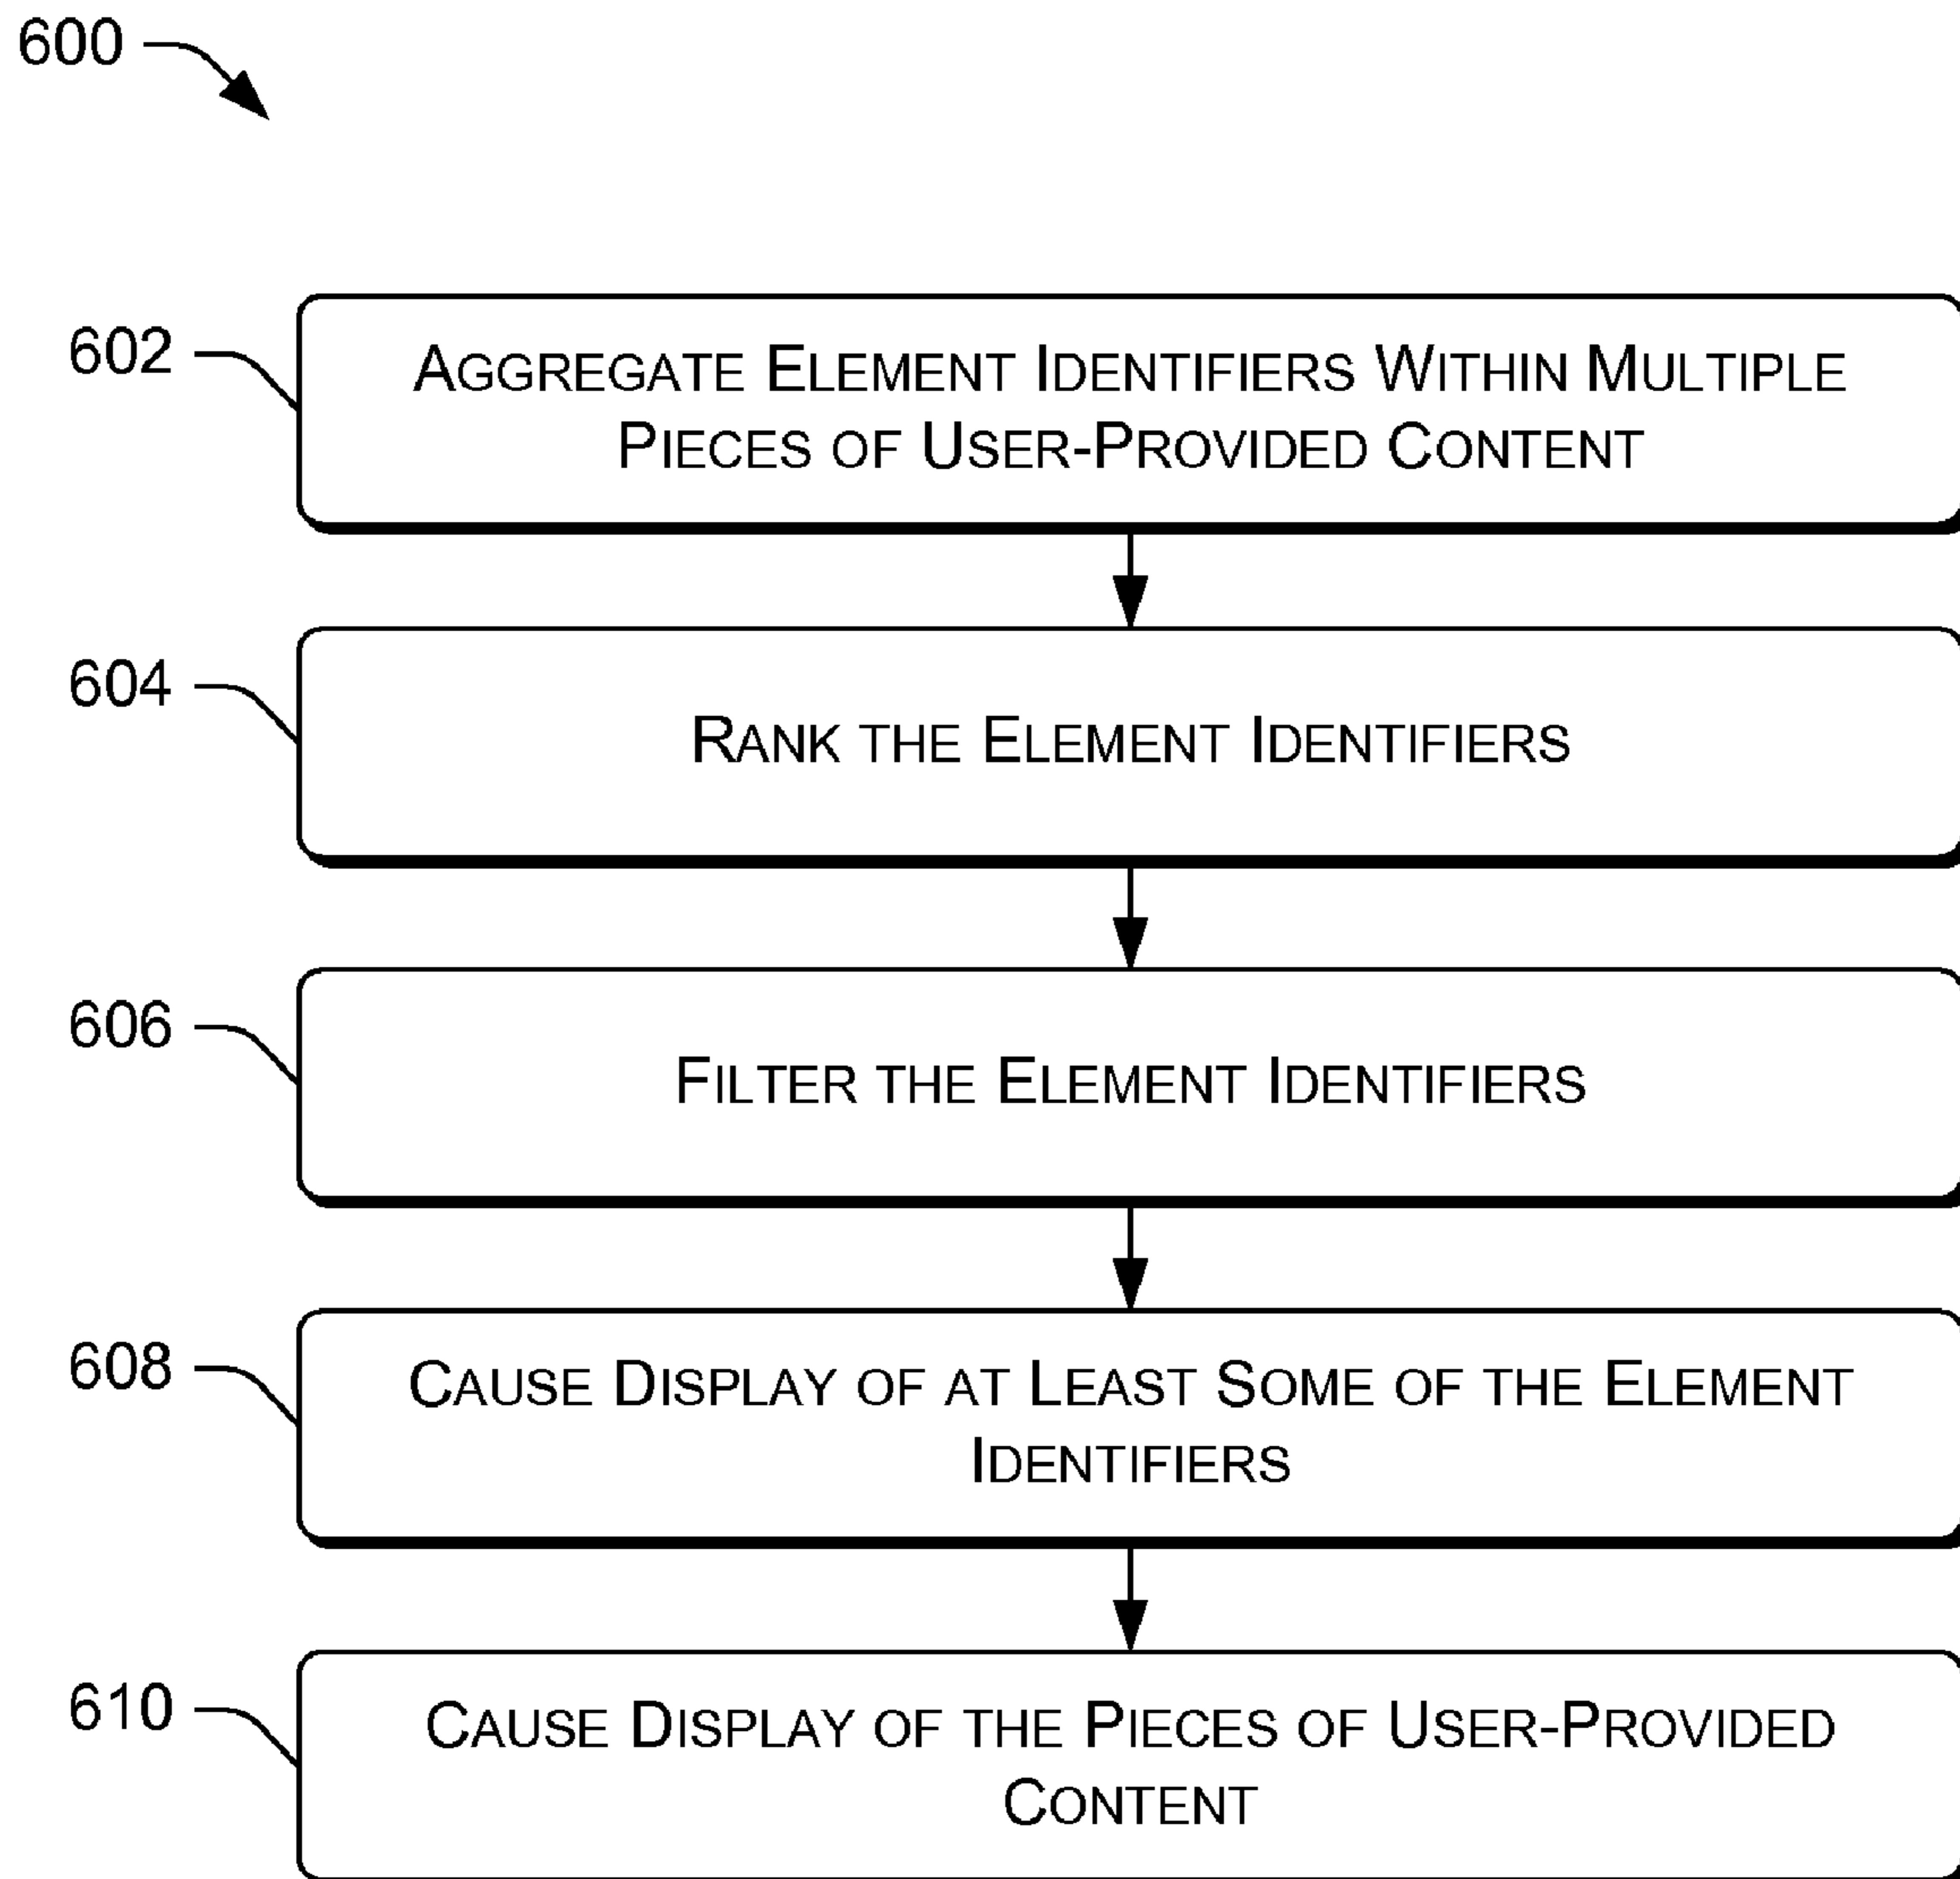 600
602
Aggregate Element Identifiers Within Multiple
Pieces of User-Provided Content
604
Rank the Element Identifiers
606
Filter the Element Identifiers
608
Cause Display of at Least Some of the Element
Identifiers
610
Cause Display of the Pieces of User-Provided
Content